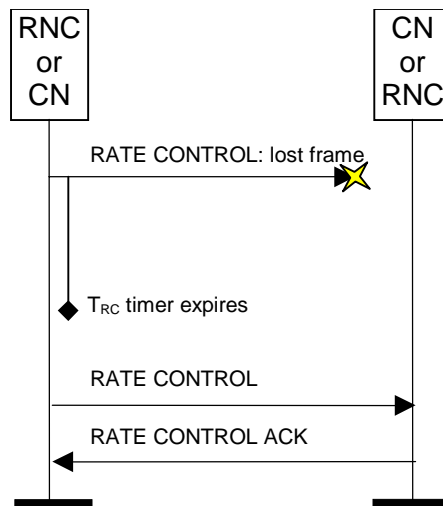 RNC
or
CN
CN
or
RNC
RATE CONTROL: lost frame
TRC timer expires
RATE CONTROL
RATE CONTROL ACK